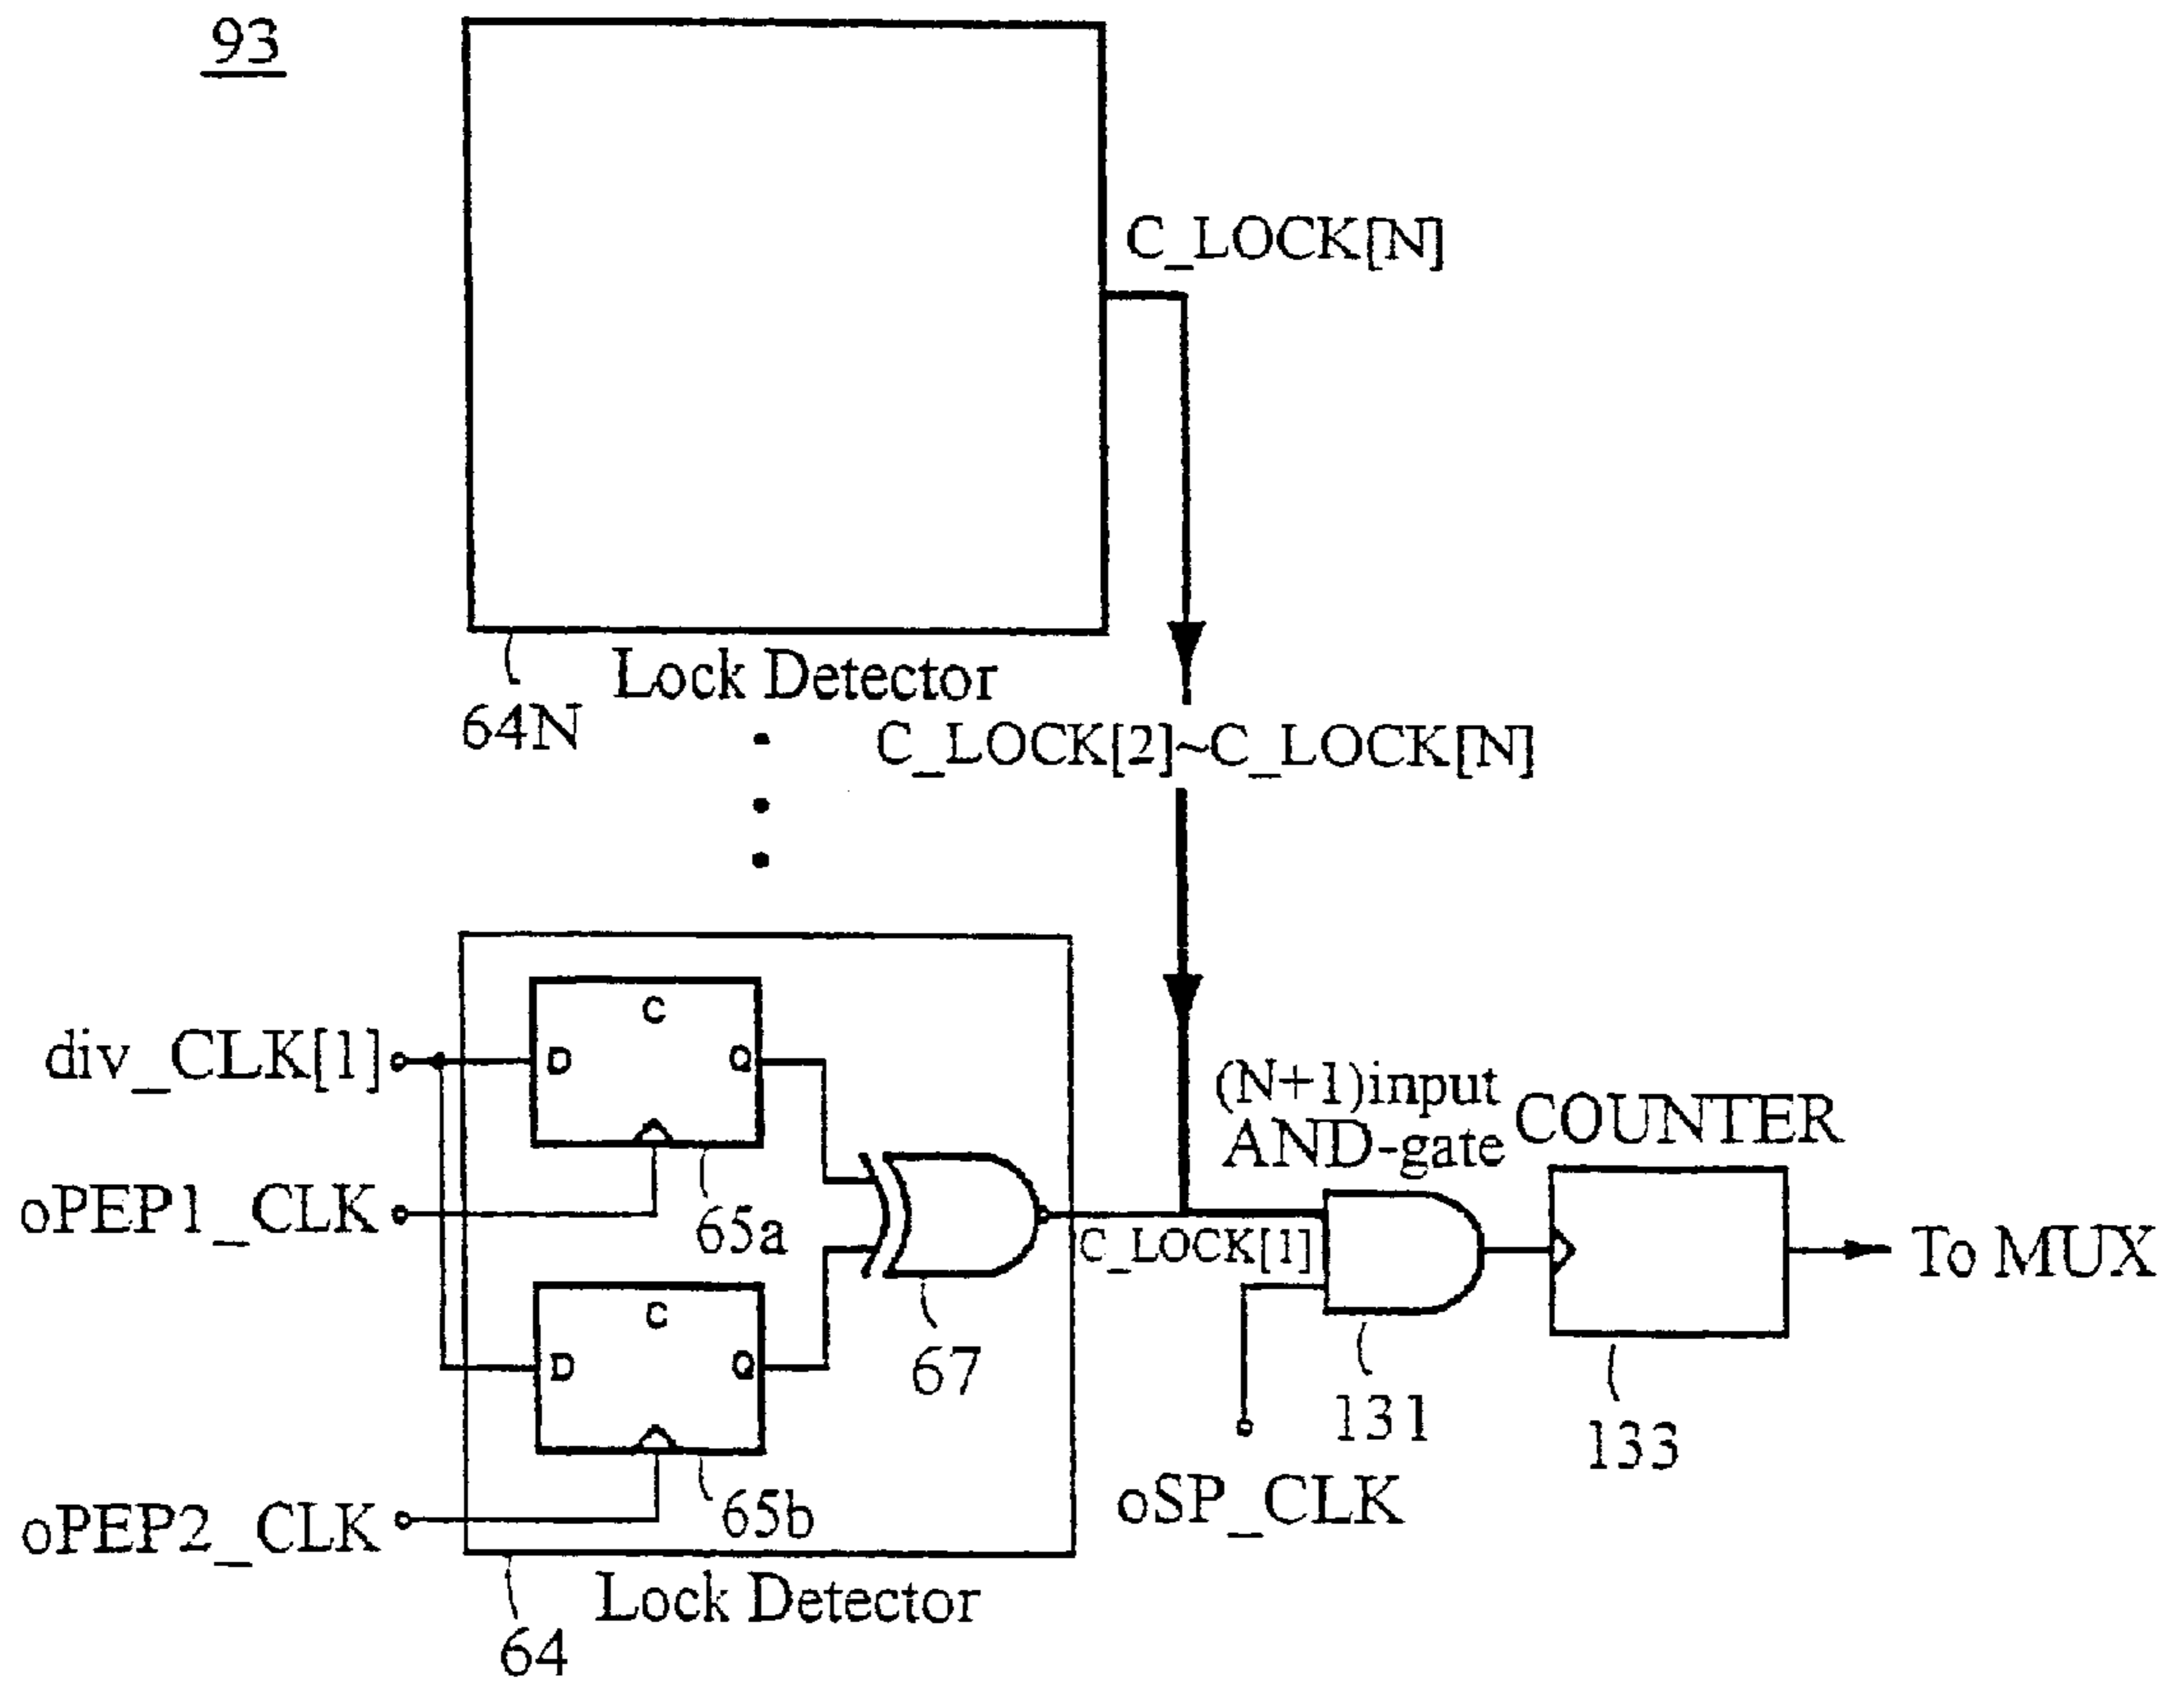 93
C_LOCK[N]
Lock Detector
64N
C_LOCK[2]~C_LOCK[N]
div_CLK[1]
C
D
Q
(N+1)input
AND-gate
COUNTER
oPEP1_CLK
65a
C_LOCK[1]
To MUX
C
D
Q
67
131
133
oSP_CLK
oPEP2_CLK
65b
Lock Detector
64